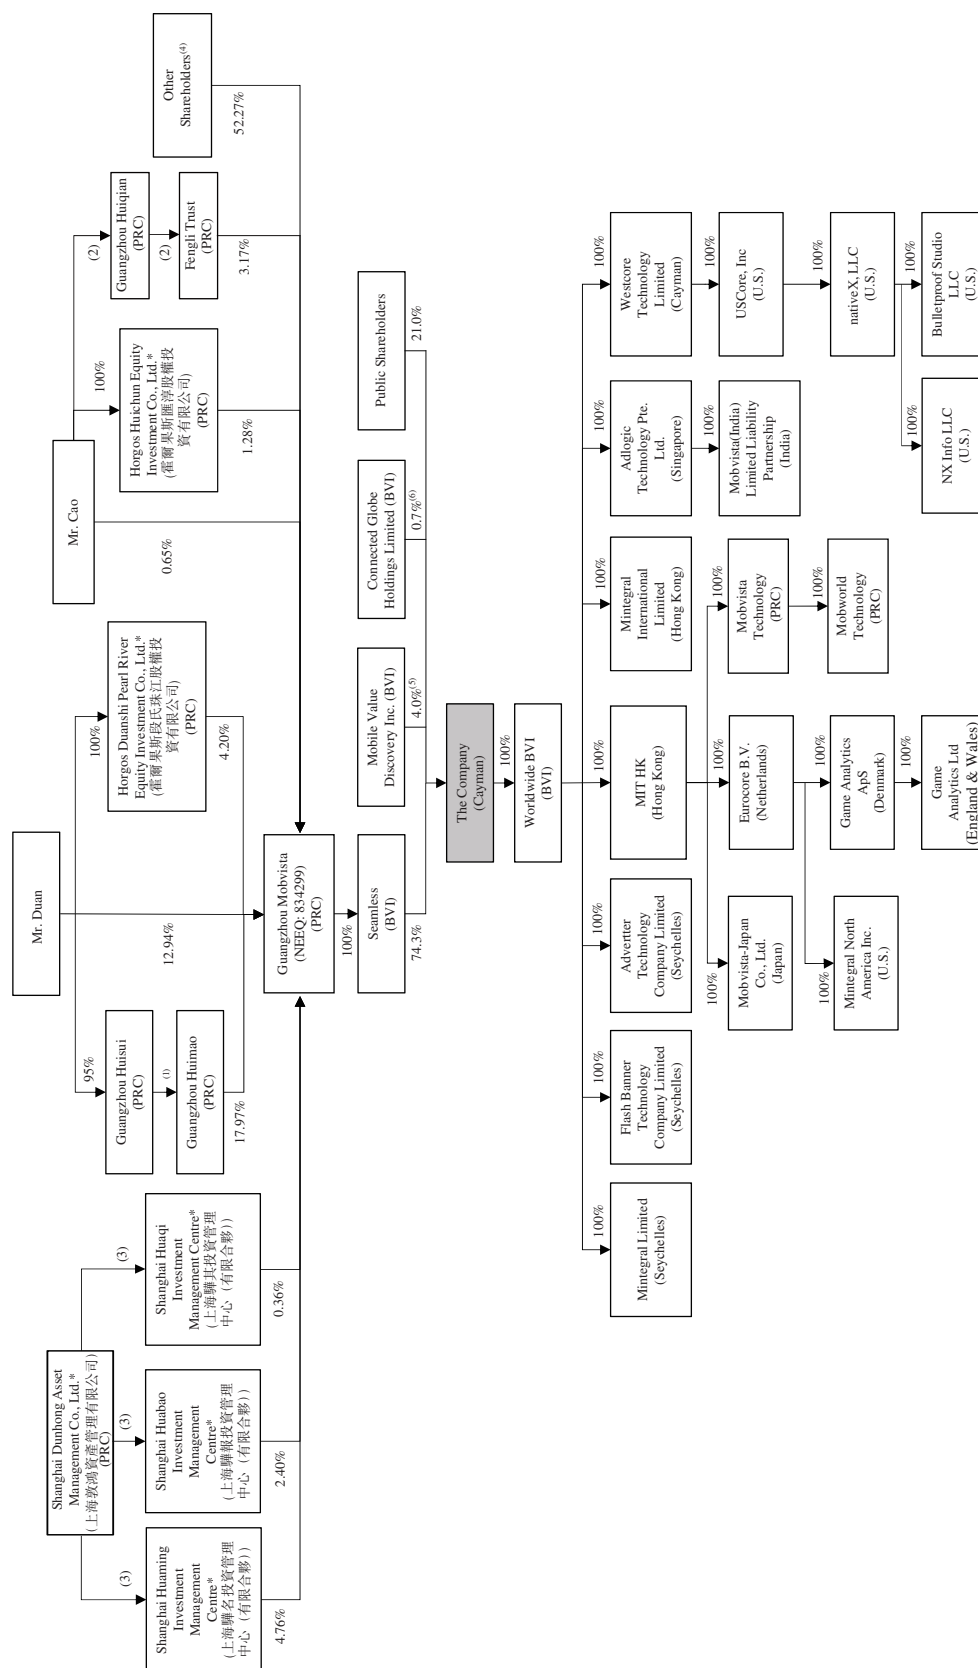 Shanghai Dunhong Asset
Management Co., Ltd.*
(上海敦鴻資產管理有限公司)
(PRC)
(3)
(3)
(3)
Shanghai Huaming
Investment
Management
Centre*
(上海驊名投資管理
中心 (有限合夥))
4.76%
Shanghai Huabao
Investment
Management
Centre*
(上海驊報投資管理
中心 (有限合夥))
2.40%
Shanghai Huaqi
Investment
Management Centre*
(上海驊其投資管理
中心 (有限合夥))
0.36%
Mr. Duan
95%
Guangzhou Huisui
(PRC)
(1)
Guangzhou Huimao
(PRC)
17.97%
12.94%
100%
Horgos Duanshi Pearl River
Equity Investment Co., Ltd.*
(霍爾果斯段氏珠江股權投
資有限公司)
(PRC)
4.20%
Mr. Cao
0.65%
100%
Horgos Huichun Equity
Investment Co., Ltd.*
(霍爾果斯匯淳股權投
資有限公司)
(PRC)
1.28%
(2)
Guangzhou Huiqian
(PRC)
(2)
Fengli Trust
(PRC)
3.17%
Other
Shareholders(4)
52.27%
Guangzhou Mobvista
(NEEQ: 834299)
(PRC)
100%
Seamless
(BVI)
74.3%
Mobile Value
Discovery Inc. (BVI)
4.0%(5)
Connected Globe
Holdings Limited (BVI)
0.7%(6)
Public Shareholders
21.0%
The Company
(Cayman)
100%
Worldwide BVI
(BVI)
100%
Mintegral Limited
(Seychelles)
100%
Flash Banner
Technology
Company Limited
(Seychelles)
100%
Advertter
Technology
Company Limited
(Seychelles)
100%
MIT HK
(Hong Kong)
100%
Mintegral
International
Limited
(Hong Kong)
100%
Adlogic
Technology Pte.
Ltd.
(Singapore)
100%
Westcore
Technology
Limited
(Cayman)
100%
Mobvista-Japan
Co., Ltd.
(Japan)
100%
Eurocore B.V.
(Netherlands)
100%
Mobvista
Technology
(PRC)
100%
Mobvista(India)
Limited Liability
Partnership
(India)
100%
USCore, Inc
(U.S.)
100%
Mintegral North
America Inc.
(U.S.)
100%
Game Analytics
ApS
(Denmark)
100%
Mobworld
Technology
(PRC)
100%
nativeX, LLC
(U.S.)
100%
Game
Analytics Ltd
(England & Wales)
100%
NX Info LLC
(U.S.)
100%
Bulletproof Studio
LLC
(U.S.)